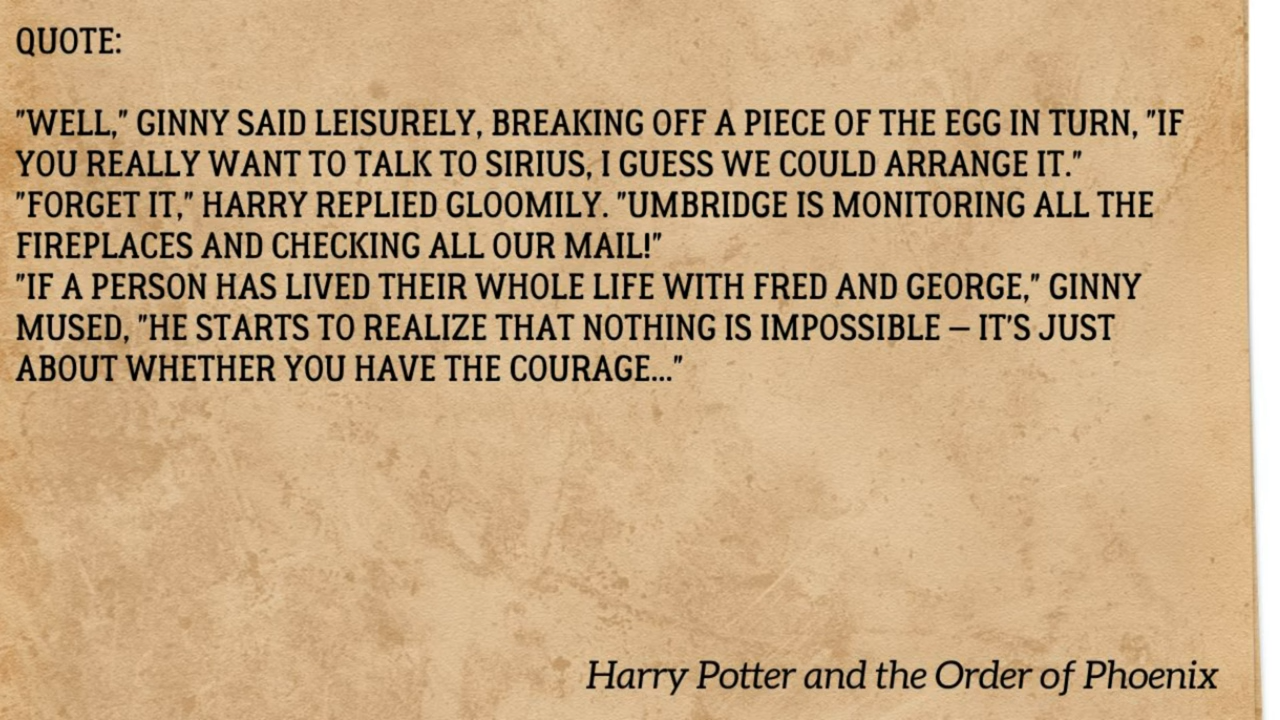 QUOTE:
"WELL," GINNY SAID LEISURELY, BREAKING OFF A PIECE OF THE EGG IN TURN, "IF
YOU REALLY WANT TO TALK TO SIRIUS, I GUESS WE COULD ARRANGE IT."
"FORGET IT," HARRY REPLIED GLOOMILY. "UMBRIDGE IS MONITORING ALL THE
FIREPLACES AND CHECKING ALL OUR MAIL!"
"IF A PERSON HAS LIVED THEIR WHOLE LIFE WITH FRED AND GEORGE," GINNY
MUSED, "HE STARTS TO REALIZE THAT NOTHING IS IMPOSSIBLE – IT'S JUST
ABOUT WHETHER YOU HAVE THE COURAGE..."
Harry Potter and the Order of Phoenix